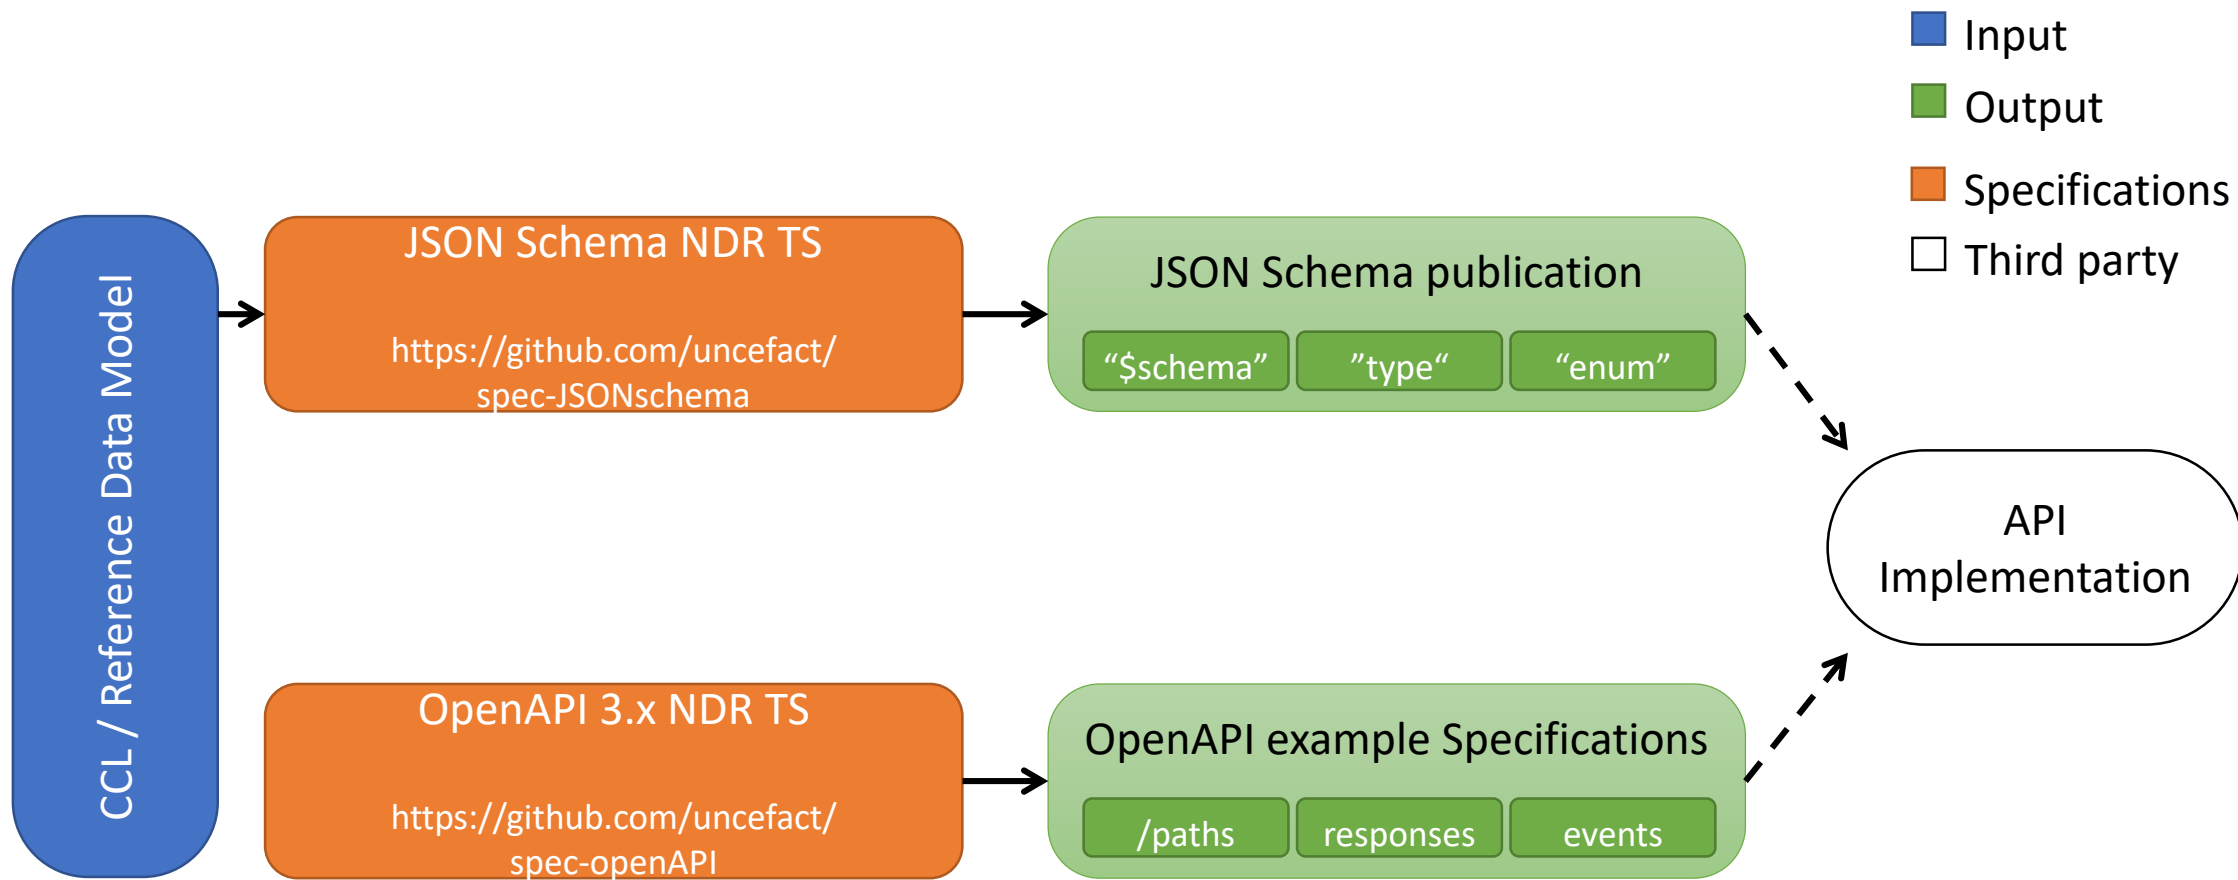 Input
Output
Specifications
Third party
CCL / Reference Data Model
JSON Schema NDR TS
https://github.com/uncefact/
spec-JSONschema
JSON Schema publication
“$schema”
”type“
“enum”
API
Implementation
OpenAPI 3.x NDR TS
https://github.com/uncefact/
spec-openAPI
OpenAPI example Specifications
/paths
responses
events